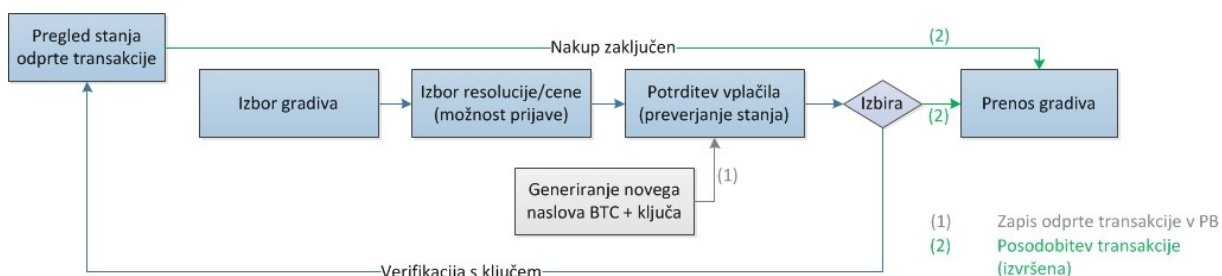 Pregled stanja
odprte transakcije
Nakup zaključen
(2)
Izbor gradiva
Izbor resolucije/cene
(možnost prijave)
Potrditev vplačila
(preverjanje stanja)
Izbira
(2)
Prenos gradiva
Generiranje novega
naslova BTC + ključa
(1)
(1) Zapis odprte transakcije v PB
(2) Posodobitev transakcije
(izvršena)
Verifikacija s ključem